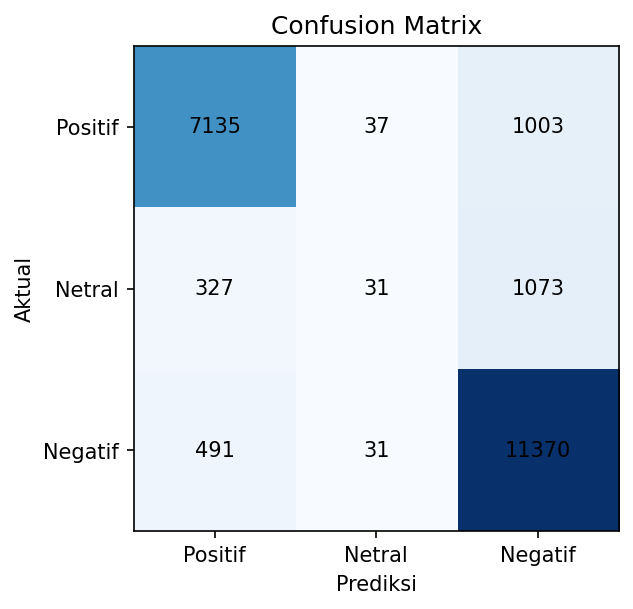 Confusion Matrix
Aktual
Positif 7135 37 1003
Netral 327 31 1073
Negatif 491 31 11370
Positif Netral Negatif
Prediksi